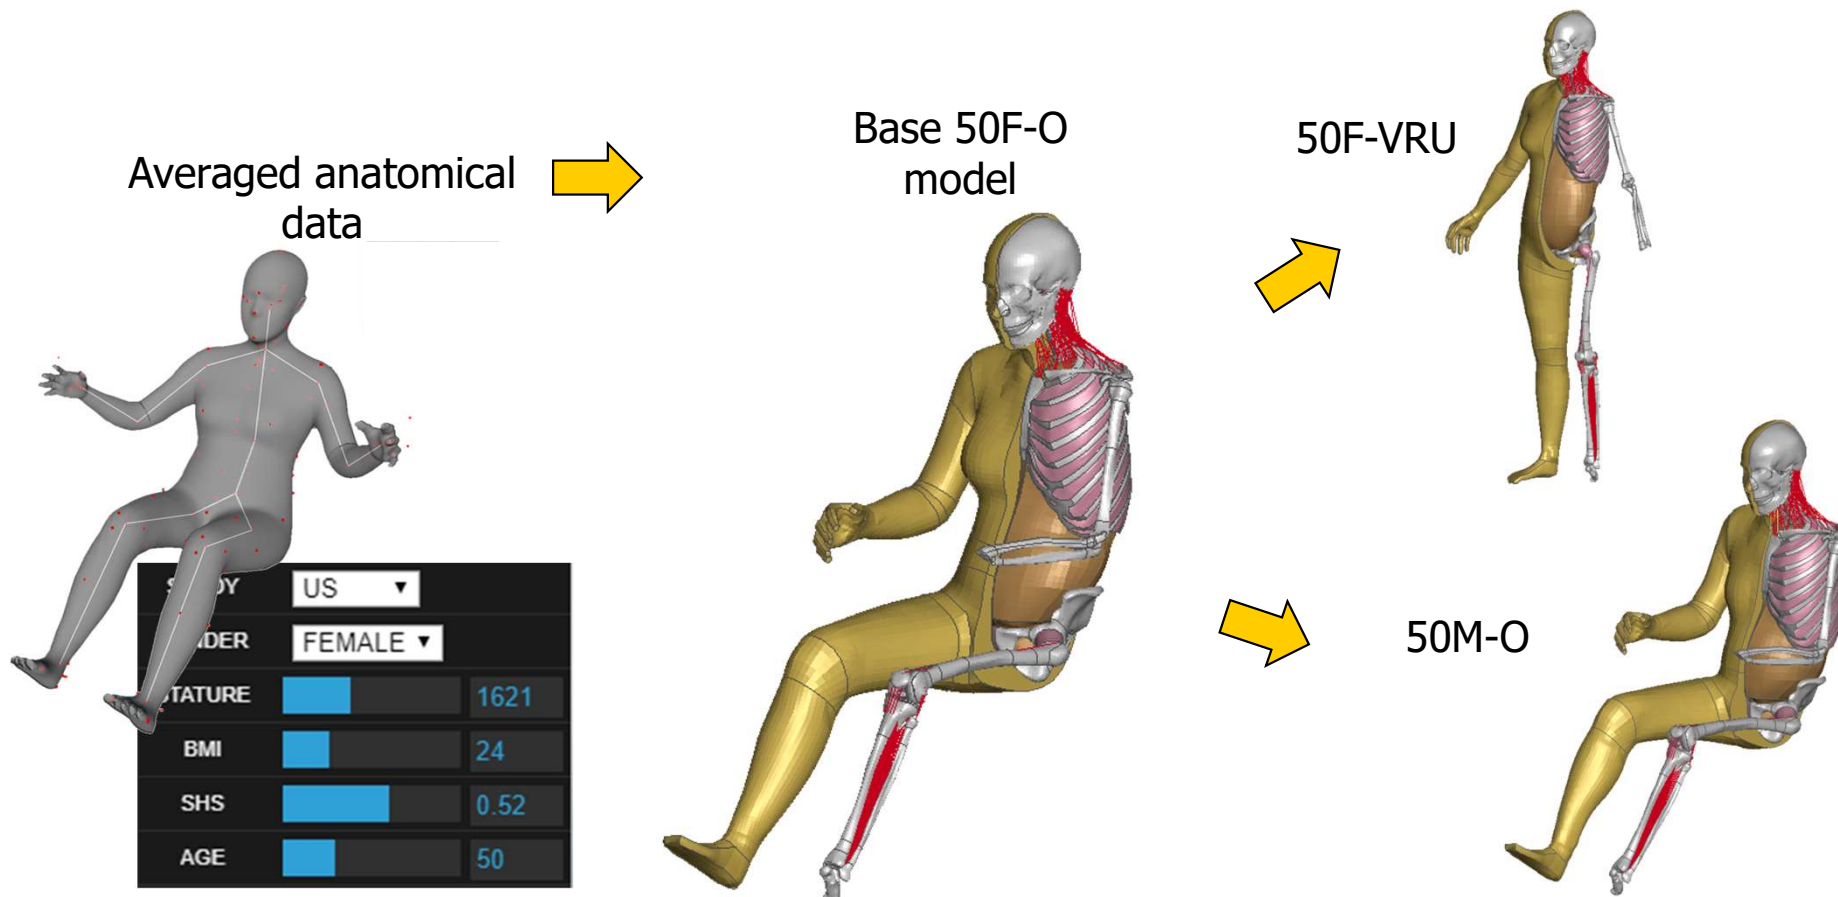 Averaged anatomical
data
Base 50F-O
model
50F-VRU
50M-O
US ▼
FEMALE ▼
STATURE 1621
BMI 24
SHS 0.52
AGE 50